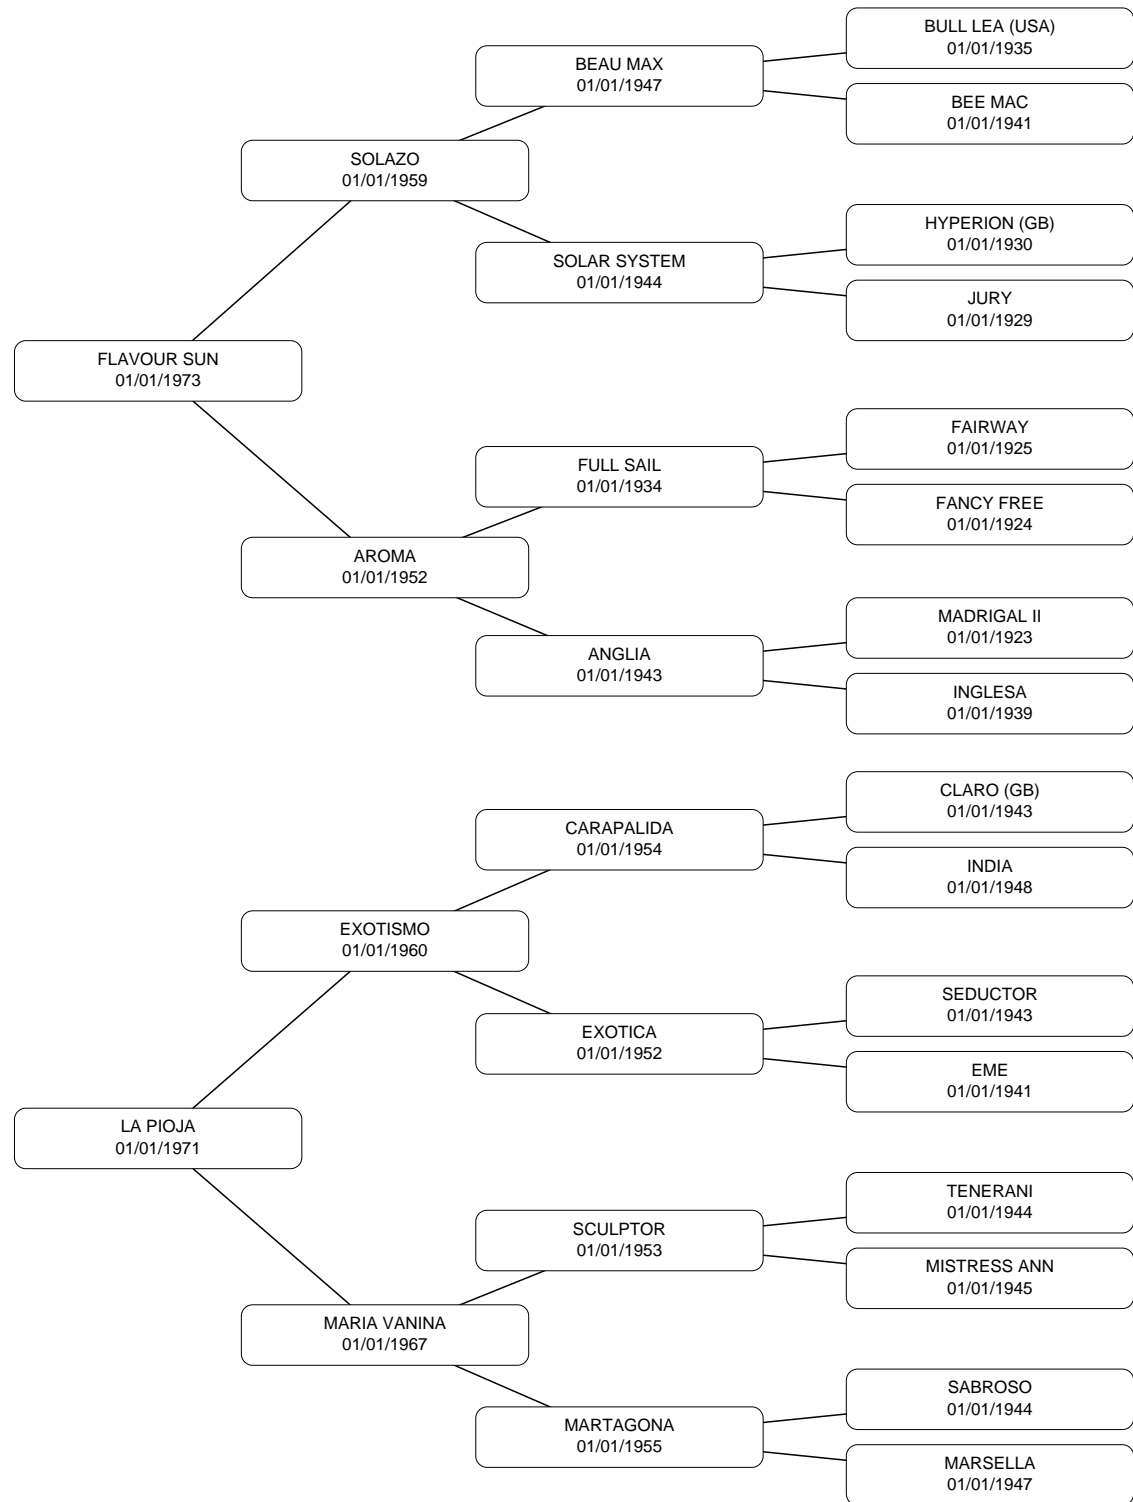 BULL LEA (USA)
01/01/1935
BEAU MAX
01/01/1947
BEE MAC
01/01/1941
SOLAZO
01/01/1959
HYPERION (GB)
01/01/1930
SOLAR SYSTEM
01/01/1944
JURY
01/01/1929
FLAVOUR SUN
01/01/1973
FAIRWAY
01/01/1925
FULL SAIL
01/01/1934
FANCY FREE
01/01/1924
AROMA
01/01/1952
MADRIGAL II
01/01/1923
ANGLIA
01/01/1943
INGLESA
01/01/1939
CLARO (GB)
01/01/1943
CARAPALIDA
01/01/1954
INDIA
01/01/1948
EXOTISMO
01/01/1960
SEDUCTOR
01/01/1943
EXOTICA
01/01/1952
EME
01/01/1941
LA PIOJA
01/01/1971
TENERANI
01/01/1944
SCULPTOR
01/01/1953
MISTRESS ANN
01/01/1945
MARIA VANINA
01/01/1967
SABROSO
01/01/1944
MARTAGONA
01/01/1955
MARSELLA
01/01/1947